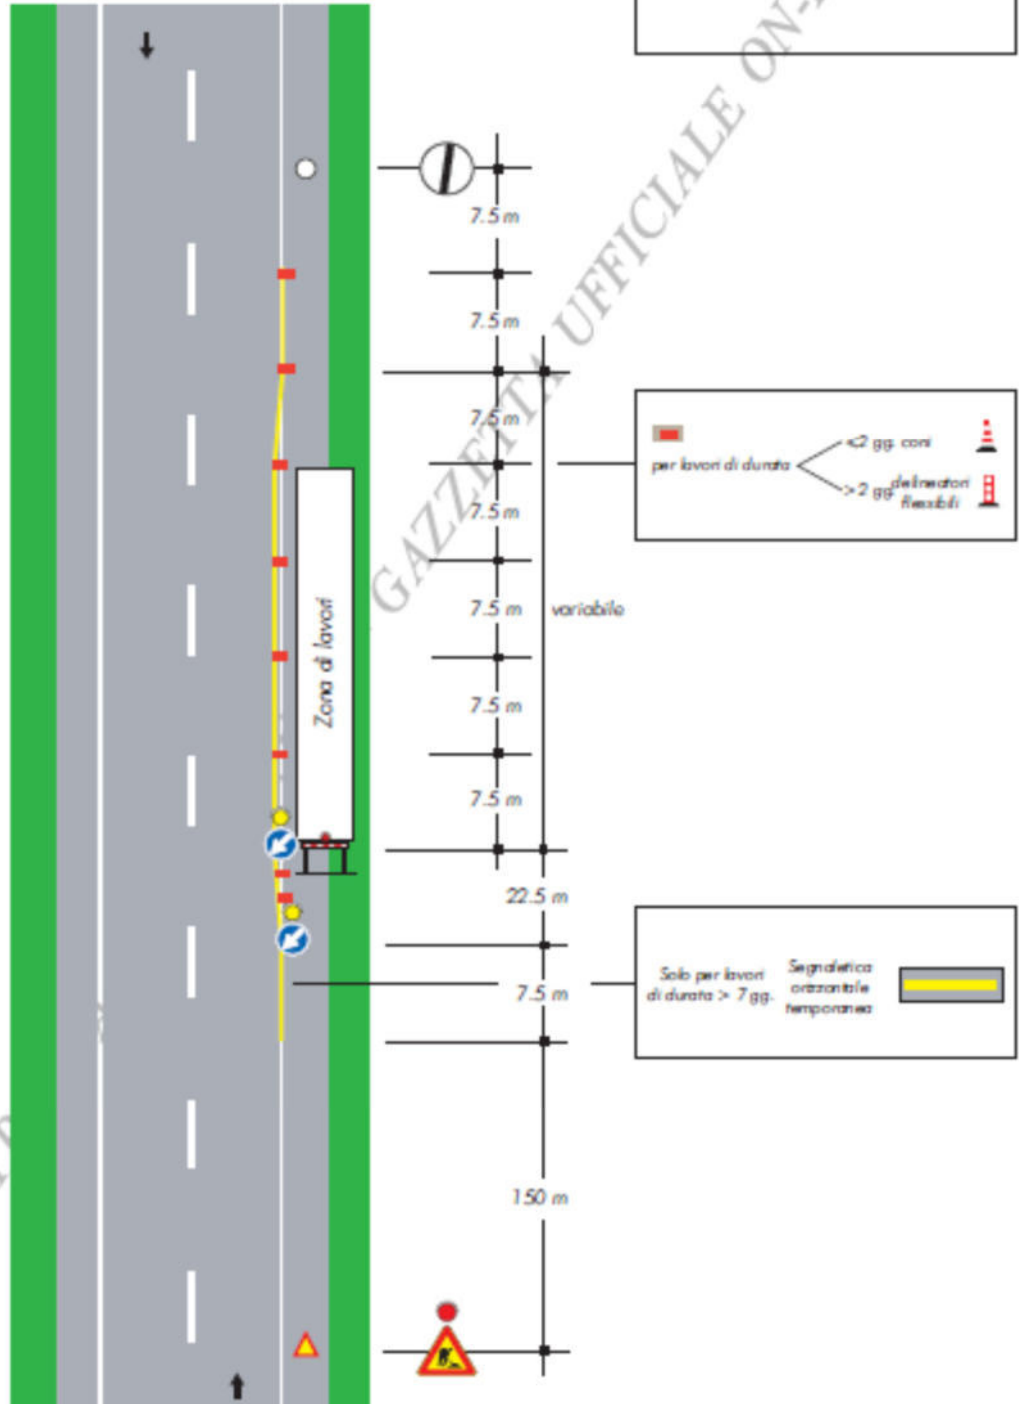 7.5 m
7.5 m
7.5 m
7.5 m
7.5 m
variabile
7.5 m
7.5 m
22.5 m
7.5 m
150 m
Zona di lavori
per lavori di durata
<2 gg. coni
>2 gg. delineatori
flessibili
Solo per lavori
di durata > 7 gg.
Segnaletica
orizzontale
temporanea
GAZZETTA UFFICIALE ON-